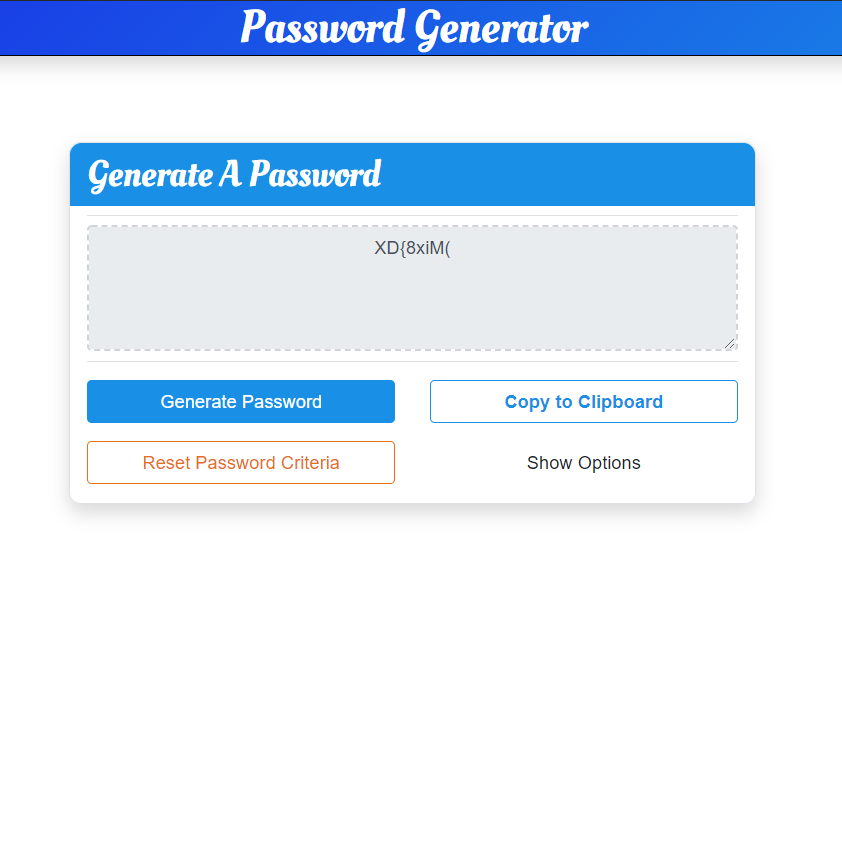 Password Generator
Generate A Password
XD{8xiM(
Generate Password
Copy to Clipboard
Reset Password Criteria
Show Options